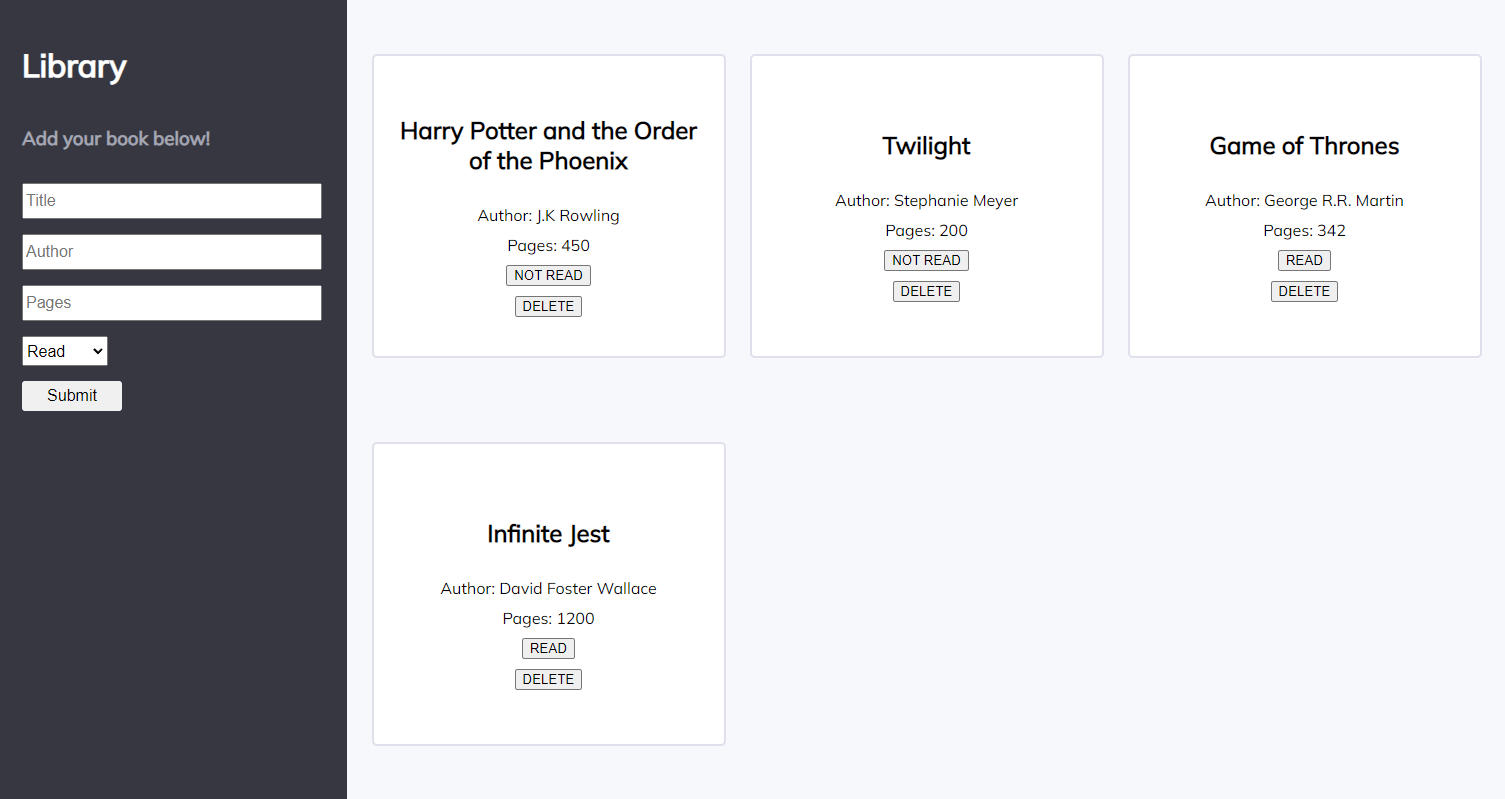 Library
Add your book below!
Title
Author
Pages
Read
Submit
Harry Potter and the Order
of the Phoenix
Author: J.K Rowling
Pages: 450
NOT READ
DELETE
Twilight
Author: Stephanie Meyer
Pages: 200
NOT READ
DELETE
Game of Thrones
Author: George R.R. Martin
Pages: 342
READ
DELETE
Infinite Jest
Author: David Foster Wallace
Pages: 1200
READ
DELETE